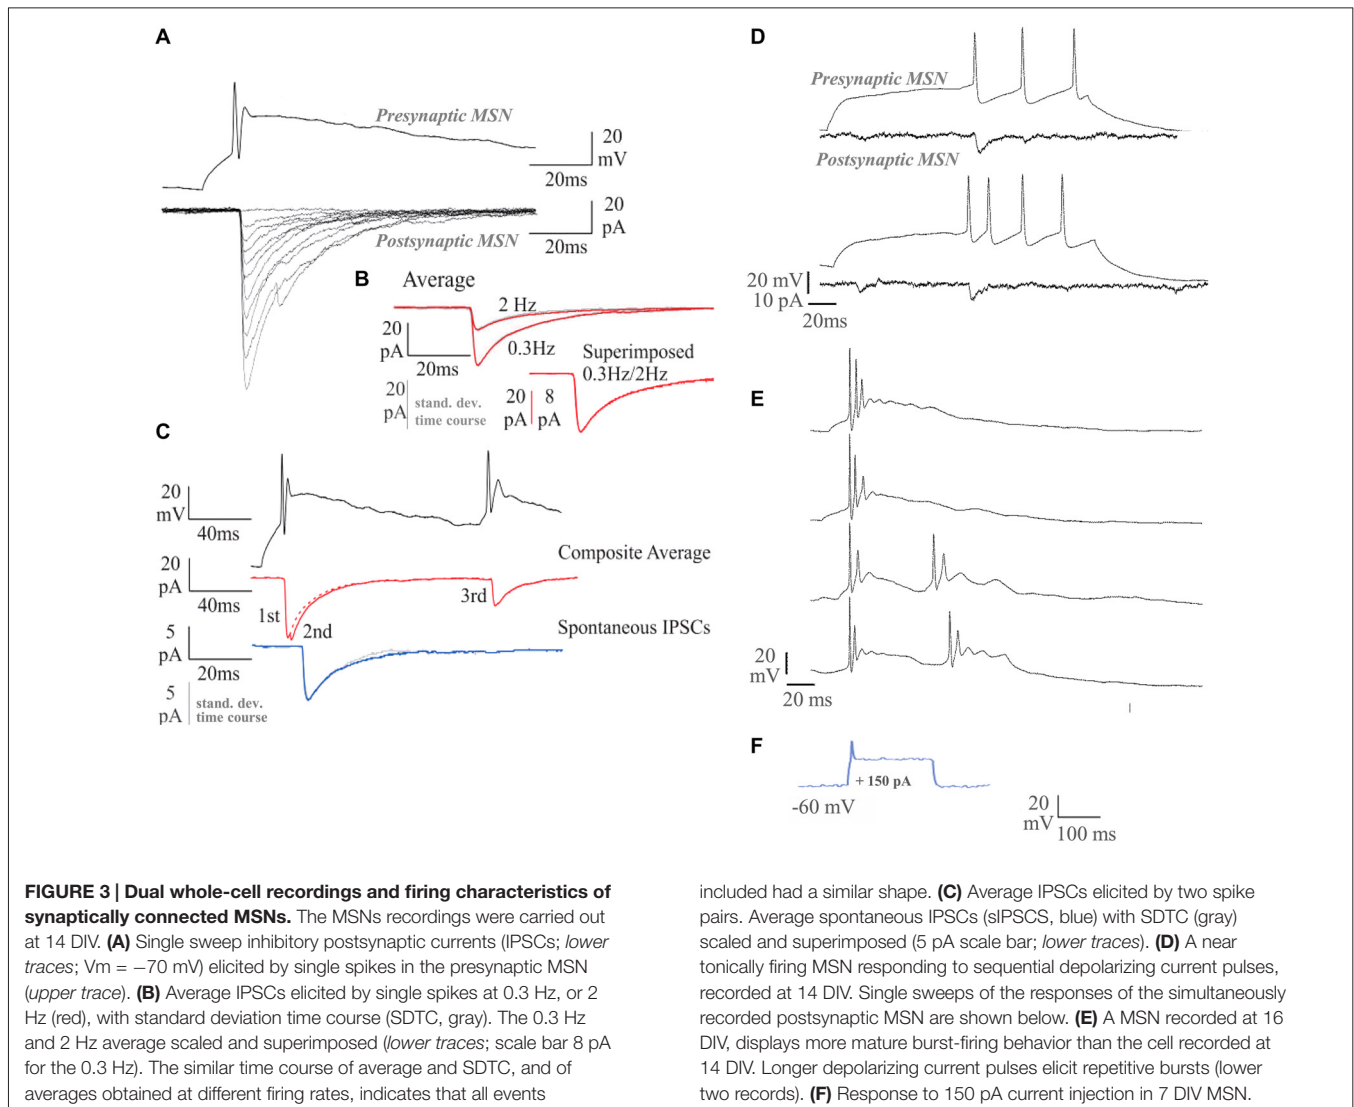 A
Presynaptic MSN
20
mV
20ms
20
pA
20ms
Postsynaptic MSN
B
Average
2 Hz
0.3Hz
20
pA
20ms
20
pA
stand. dev.
time course
Superimposed
0.3Hz/2Hz
20
pA
8
pA
C
20
mV
40ms
Composite Average
20
pA
40ms
1st
2nd
3rd
Spontaneous IPSCs
5
pA
20ms
5
pA
stand. dev.
time course
D
Presynaptic MSN
Postsynaptic MSN
20 mV
10 pA
20ms
E
20
mV
20 ms
F
+ 150 pA
-60 mV
20
mV
100 ms
FIGURE 3 | Dual whole-cell recordings and firing characteristics of
synaptically connected MSNs. The MSNs recordings were carried out
at 14 DIV. (A) Single sweep inhibitory postsynaptic currents (IPSCs; lower
traces; Vm = −70 mV) elicited by single spikes in the presynaptic MSN
(upper trace). (B) Average IPSCs elicited by single spikes at 0.3 Hz, or 2
Hz (red), with standard deviation time course (SDTC, gray). The 0.3 Hz
and 2 Hz average scaled and superimposed (lower traces; scale bar 8 pA
for the 0.3 Hz). The similar time course of average and SDTC, and of
averages obtained at different firing rates, indicates that all events
included had a similar shape. (C) Average IPSCs elicited by two spike
pairs. Average spontaneous IPSCs (sIPSCS, blue) with SDTC (gray)
scaled and superimposed (5 pA scale bar; lower traces). (D) A near
tonically firing MSN responding to sequential depolarizing current pulses,
recorded at 14 DIV. Single sweeps of the responses of the simultaneously
recorded postsynaptic MSN are shown below. (E) A MSN recorded at 16
DIV, displays more mature burst-firing behavior than the cell recorded at
14 DIV. Longer depolarizing current pulses elicit repetitive bursts (lower
two records). (F) Response to 150 pA current injection in 7 DIV MSN.